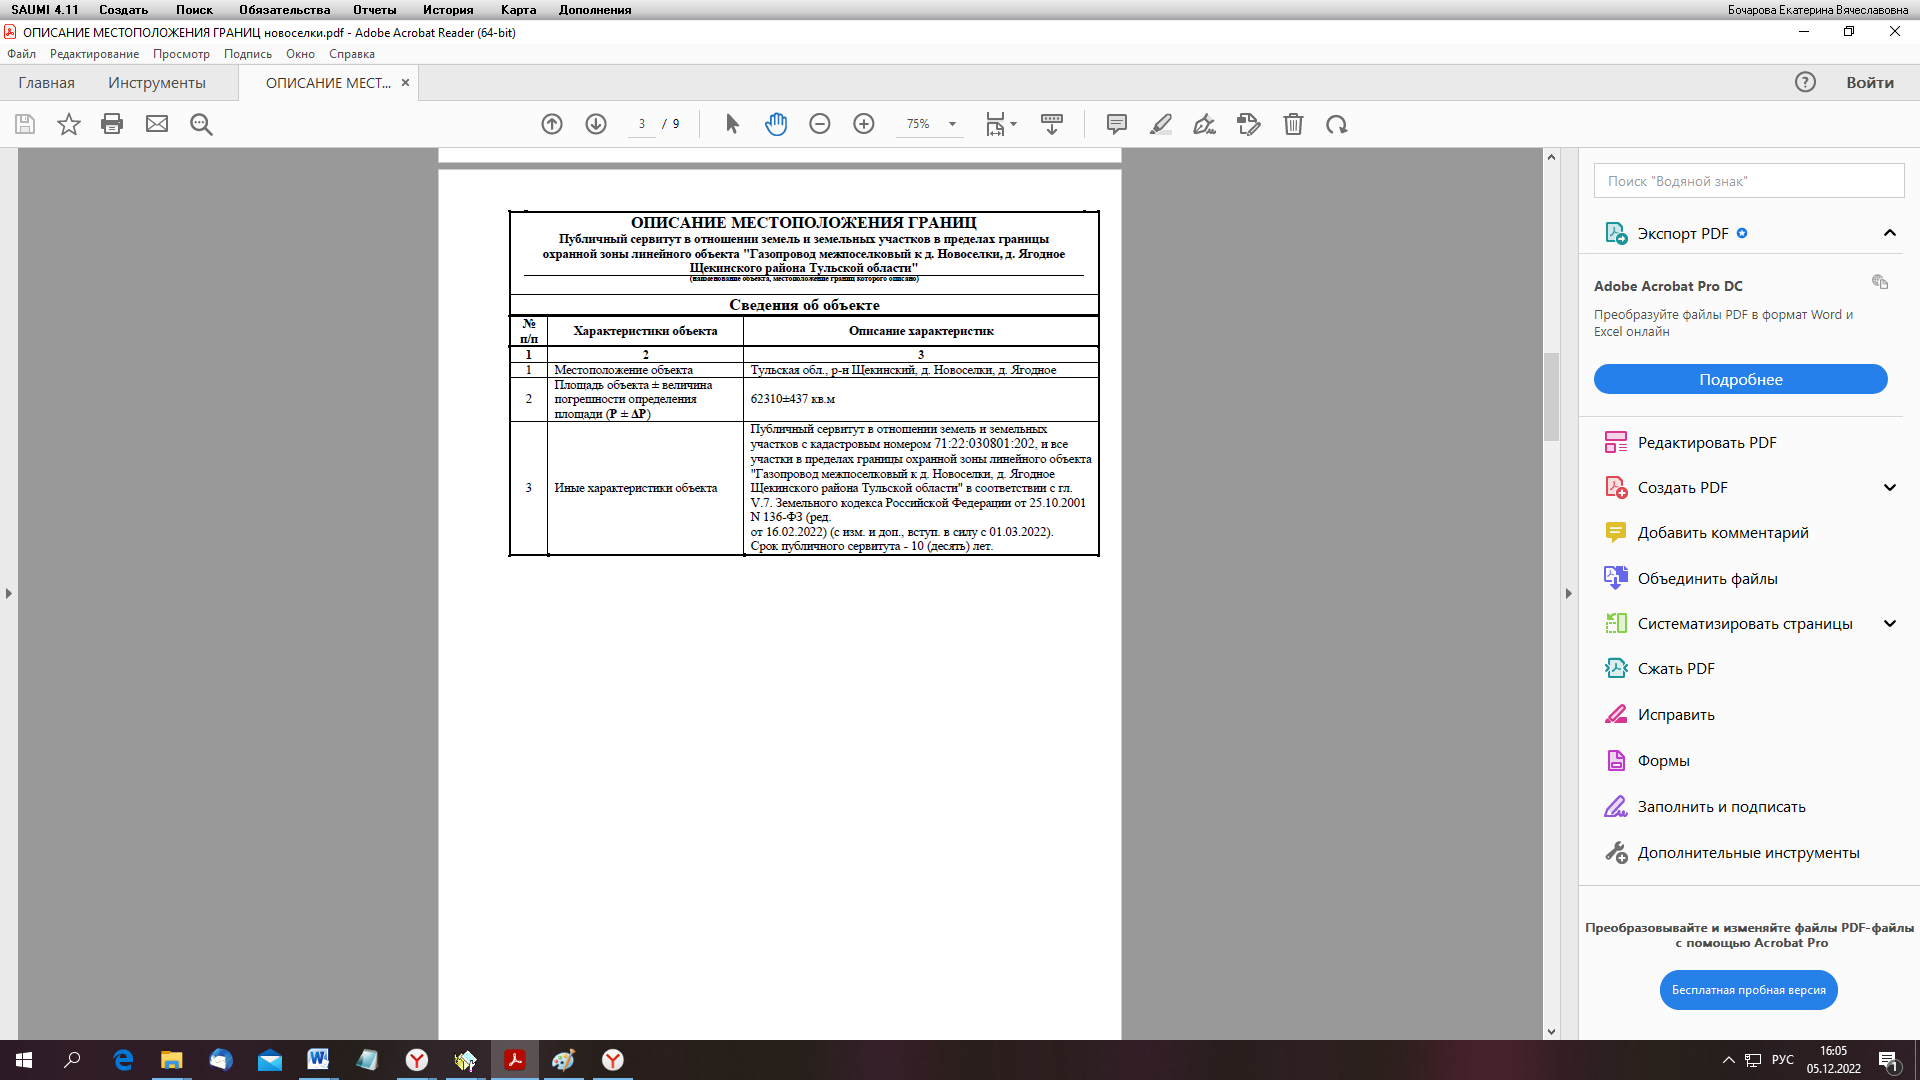 SAUMI 4.11 Создать Поиск Обязательства Отчеты История Карта Дополнения Бочарова Екатерина Вячеславовна
ОПИСАНИЕ МЕСТОПОЛОЖЕНИЯ ГРАНИЦ новоселки.pdf - Adobe Acrobat Reader (64-bit)
Файл Редактирование Просмотр Подпись Окно Справка
Главная Инструменты ОПИСАНИЕ МЕСТ... × Войти
3 / 9 75%
ОПИСАНИЕ МЕСТОПОЛОЖЕНИЯ ГРАНИЦ
Публичный сервитут в отношении земель и земельных участков в пределах границы
охранной зоны линейного объекта "Газопровод межпоселковый к д. Новоселки, д. Ягодное
Щекинского района Тульской области"
(наименование объекта, местоположение границ которого описано)
Сведения об объекте
№ п/п Характеристики объекта Описание характеристик
1 2 3
1 Местоположение объекта Тульская обл., р-н Щекинский, д. Новоселки, д. Ягодное
2 Площадь объекта ± величина
погрешности определения
площади (P ± ΔP)
62310±437 кв.м
3 Иные характеристики объекта
Публичный сервитут в отношении земель и земельных
участков с кадастровым номером 71:22:030801:202, и все
участки в пределах границы охранной зоны линейного объекта
"Газопровод межпоселковый к д. Новоселки, д. Ягодное
Щекинского района Тульской области" в соответствии с гл.
V.7. Земельного кодекса Российской Федерации от 25.10.2001
N 136-ФЗ (ред.
от 16.02.2022) (с изм. и доп., вступ. в силу с 01.03.2022).
Срок публичного сервитута - 10 (десять) лет.
Поиск "Водяной знак"
Экспорт PDF
Adobe Acrobat Pro DC
Преобразуйте файлы PDF в формат Word и
Excel онлайн
Подробнее
Редактировать PDF
Создать PDF
Добавить комментарий
Объединить файлы
Систематизировать страницы
Сжать PDF
Исправить
Формы
Заполнить и подписать
Дополнительные инструменты
Преобразовывайте и изменяйте файлы PDF-файлы
с помощью Acrobat Pro
Бесплатная пробная версия
РУС 16:05
05.12.2022
1